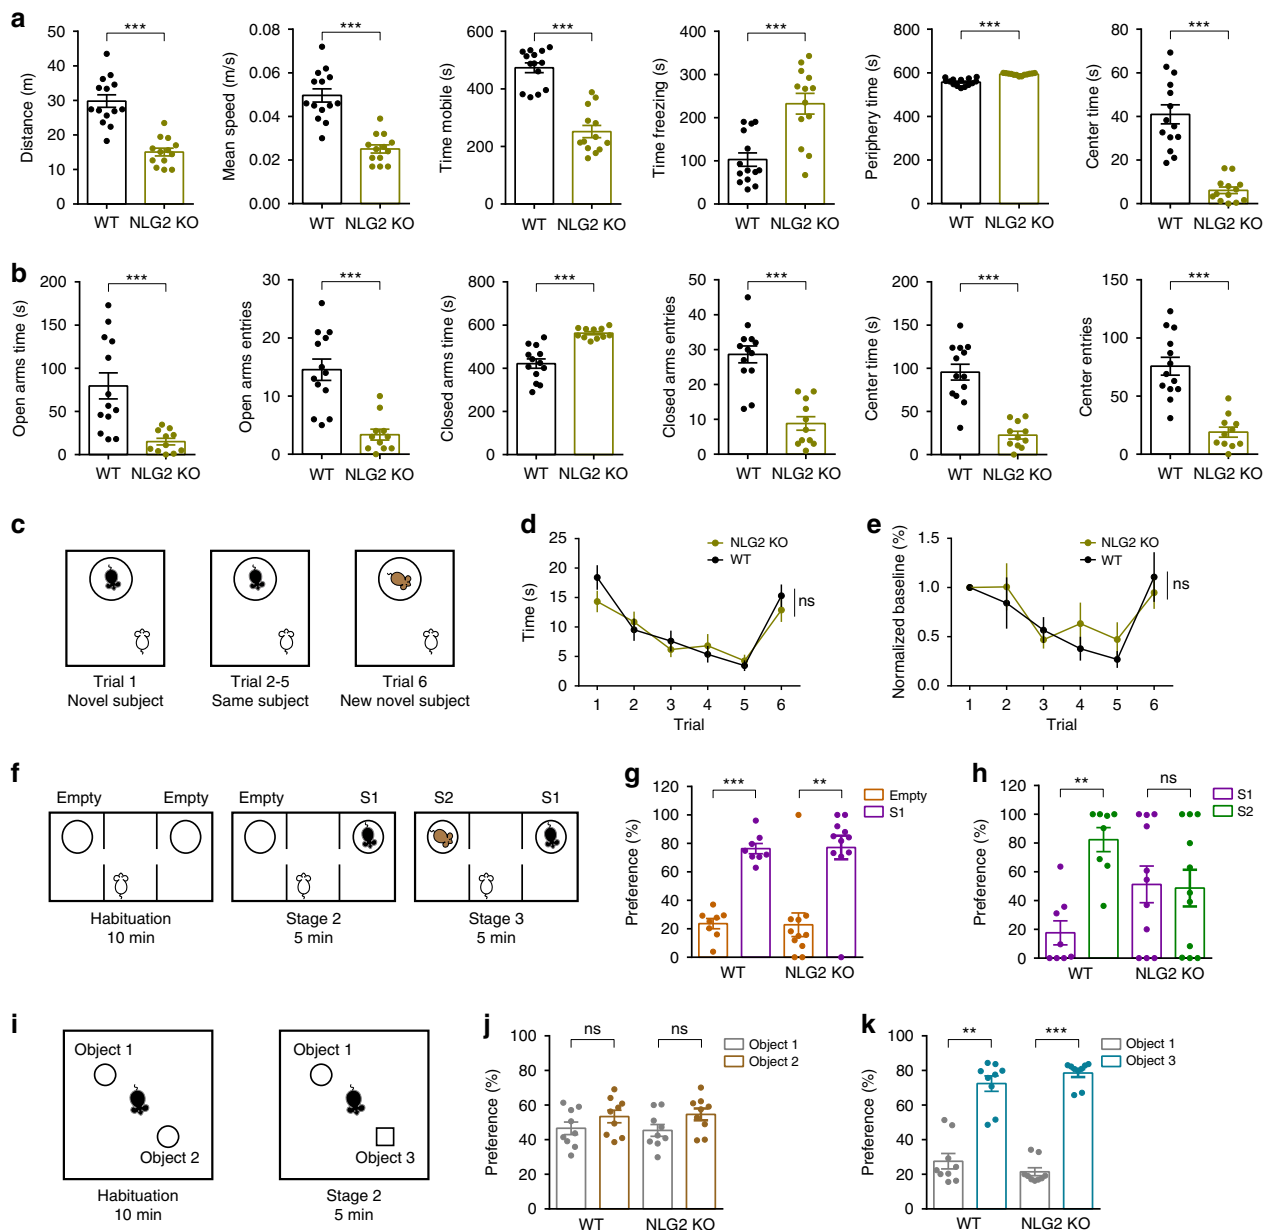 a
***
***
***
***
***
***
Distance (m)
50
40
30
20
10
0
WT
NLG2 KO
Mean speed (m/s)
0.08
0.06
0.04
0.02
0.00
WT
NLG2 KO
Time mobile (s)
600
400
200
0
WT
NLG2 KO
Time freezing (s)
400
300
200
100
0
WT
NLG2 KO
Periphery time (s)
800
600
400
200
0
WT
NLG2 KO
Center time (s)
80
60
40
20
0
WT
NLG2 KO
b
***
***
***
***
***
***
Open arms time (s)
200
150
100
50
0
WT
NLG2 KO
Open arms entries
30
20
10
0
WT
NLG2 KO
Closed arms time (s)
800
600
400
200
0
WT
NLG2 KO
Closed arms entries
50
40
30
20
10
0
WT
NLG2 KO
Center time (s)
200
150
100
50
0
WT
NLG2 KO
Center entries
150
100
50
0
WT
NLG2 KO
c
Trial 1
Novel subject
Trial 2-5
Same subject
Trial 6
New novel subject
d
Time (s)
25
20
15
10
5
0
NLG2 KO
WT
ns
1
2
3
4
5
6
Trial
e
Normalized baseline (%)
1.5
1.0
0.5
0.0
NLG2 KO
WT
ns
1
2
3
4
5
6
Trial
f
Empty
Empty
Habituation
10 min
Empty
S1
Stage 2
5 min
S2
S1
Stage 3
5 min
g
Preference (%)
120
100
80
60
40
20
0
***
**
Empty
S1
WT
NLG2 KO
h
Preference (%)
120
100
80
60
40
20
0
**
ns
S1
S2
WT
NLG2 KO
i
Object 1
Object 2
Habituation
10 min
Object 1
Object 3
Stage 2
5 min
j
Preference (%)
100
80
60
40
20
0
ns
ns
Object 1
Object 2
WT
NLG2 KO
k
Preference (%)
100
80
60
40
20
0
**
***
Object 1
Object 3
WT
NLG2 KO